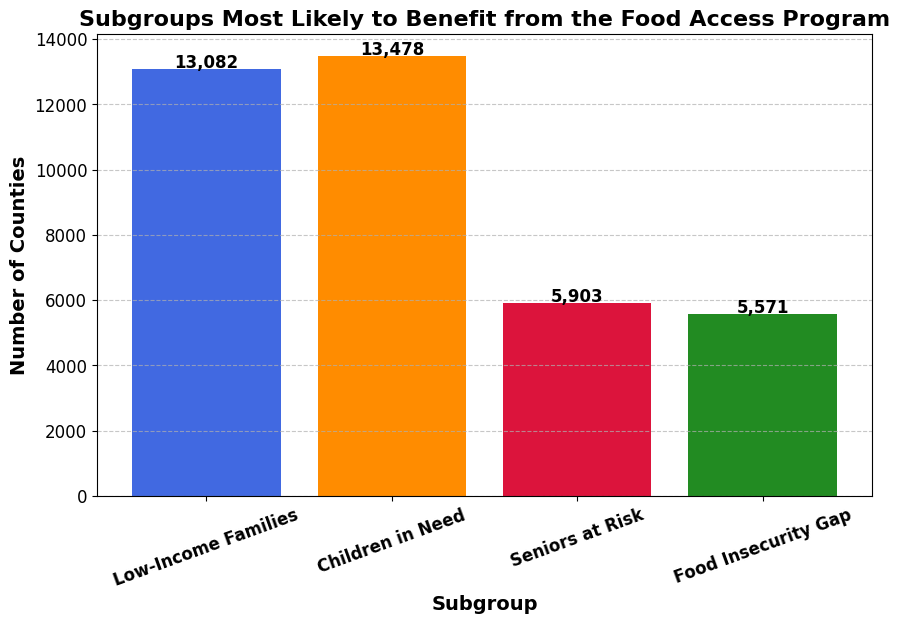 Subgroups Most Likely to Benefit from the Food Access Program
14000
12000
10000
8000
6000
4000
2000
0
Number of Counties
13,082
13,478
5,903
5,571
Low-Income Families
Children in Need
Seniors at Risk
Food Insecurity Gap
Subgroup